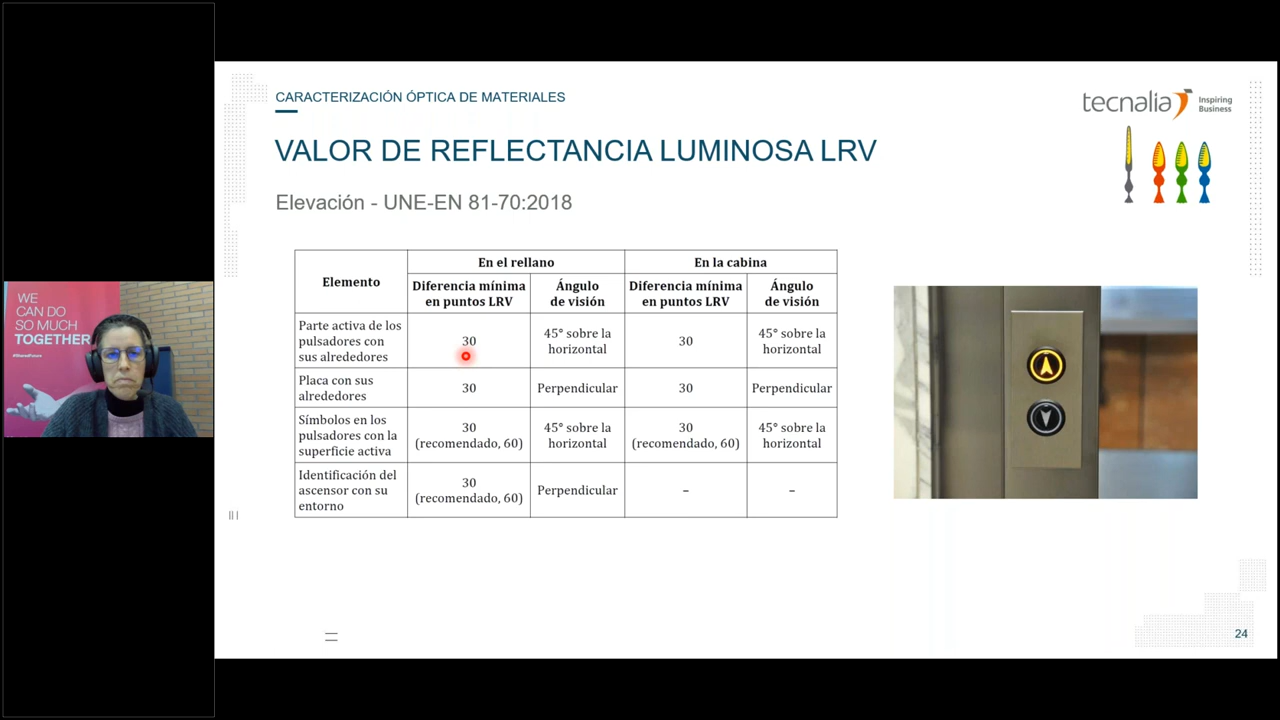 CARACTERIZACIÓN ÓPTICA DE MATERIALES
tecnalia Inspiring
Business
VALOR DE REFLECTANCIA LUMINOSA LRV
Elevación - UNE-EN 81-70:2018
Elemento
En el rellano
En la cabina
Diferencia mínima
en puntos LRV
Ángulo
de visión
Diferencia mínima
en puntos LRV
Ángulo
de visión
Parte activa de los
pulsadores con
sus alrededores
30
45° sobre la
horizontal
30
45° sobre la
horizontal
Placa con sus
alrededores
30
Perpendicular
30
Perpendicular
Símbolos en los
pulsadores con la
superficie activa
30
(recomendado, 60)
45° sobre la
horizontal
30
(recomendado, 60)
45° sobre la
horizontal
Identificación del
ascensor con su
entorno
30
(recomendado, 60)
Perpendicular
–
–
24
WE
CAN DO
SO MUCH
TOGETHER
#SharedFuture